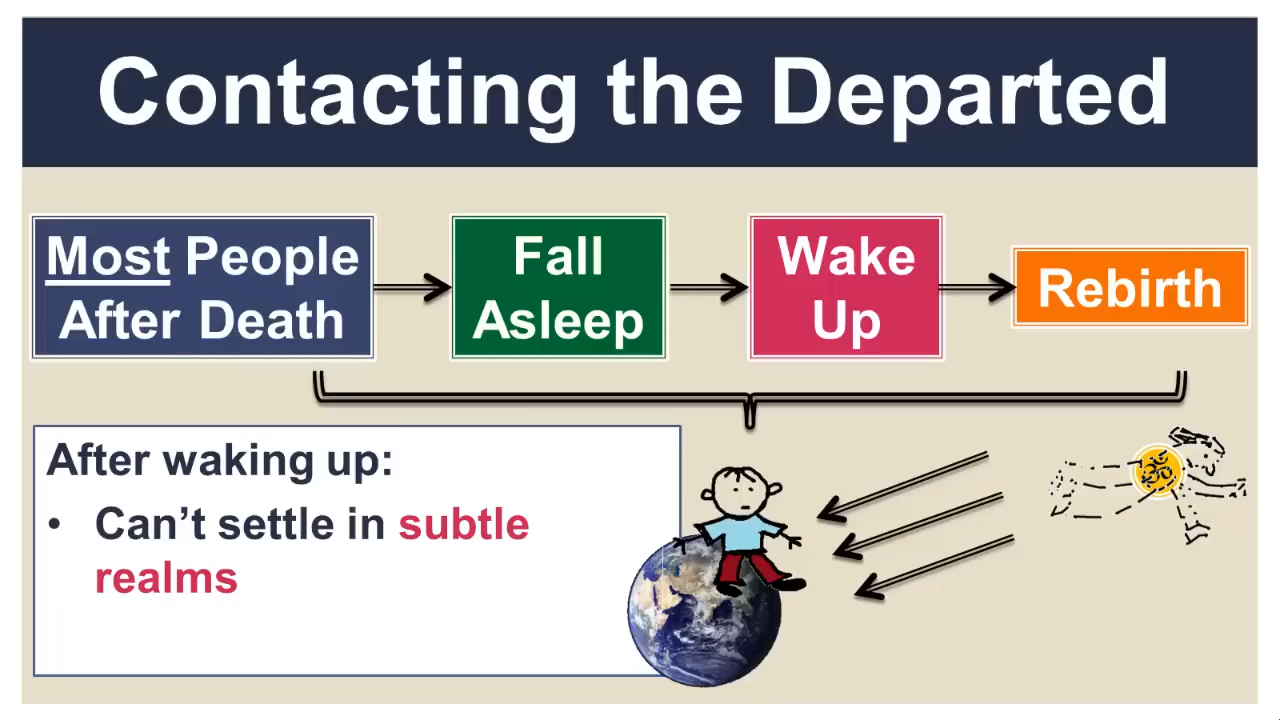 Contacting the Departed
Most People
After Death
Fall
Asleep
Wake
Up
Rebirth
After waking up:
• Can’t settle in subtle
realms